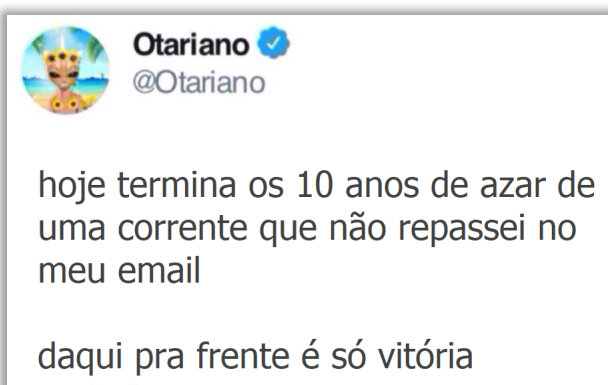 Otariano
@Otariano
hoje termina os 10 anos de azar de
uma corrente que não repassei no
meu email
daqui pra frente é só vitória